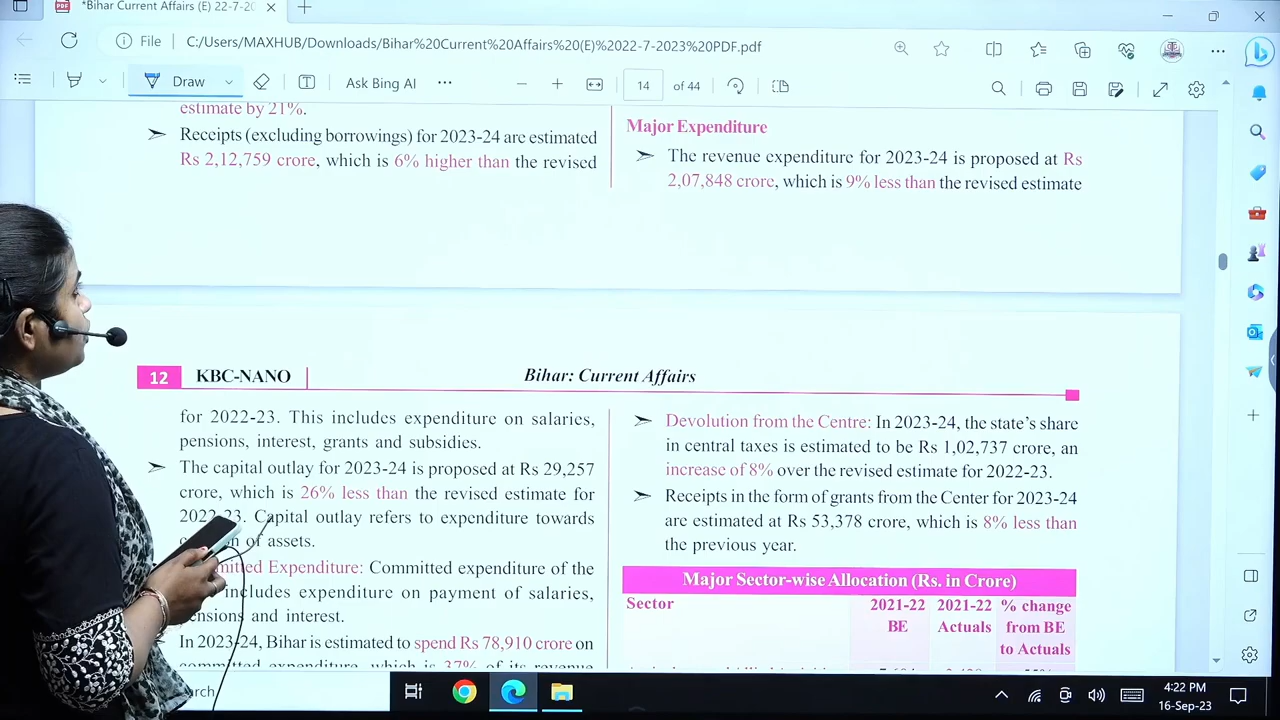 *Bihar Current Affairs (E) 22-7-20
File
C:/Users/MAXHUB/Downloads/Bihar%20Current%20Affairs%20(E)%2022-7-2023%20PDF.pdf
Draw
Ask Bing AI
14 of 44
estimate by 21%.
➢ Receipts (excluding borrowings) for 2023-24 are estimated
Rs 2,12,759 crore, which is 6% higher than the revised
Major Expenditure
➢ The revenue expenditure for 2023-24 is proposed at Rs
2,07,848 crore, which is 9% less than the revised estimate
12 KBC-NANO
Bihar: Current Affairs
for 2022-23. This includes expenditure on salaries,
pensions, interest, grants and subsidies.
➢ The capital outlay for 2023-24 is proposed at Rs 29,257
crore, which is 26% less than the revised estimate for
2022-23. Capital outlay refers to expenditure towards
of assets.
Expenditure: Committed expenditure of the
includes expenditure on payment of salaries,
pensions and interest.
➢ In 2023-24, Bihar is estimated to spend Rs 78,910 crore on
committed expenditure, which is 37% of its revenue
➢ Devolution from the Centre: In 2023-24, the state's share
in central taxes is estimated to be Rs 1,02,737 crore, an
increase of 8% over the revised estimate for 2022-23.
➢ Receipts in the form of grants from the Center for 2023-24
are estimated at Rs 53,378 crore, which is 8% less than
the previous year.
Major Sector-wise Allocation (Rs. in Crore)
Sector
2021-22 BE
2021-22 Actuals
% change from BE to Actuals
4:22 PM
16-Sep-23